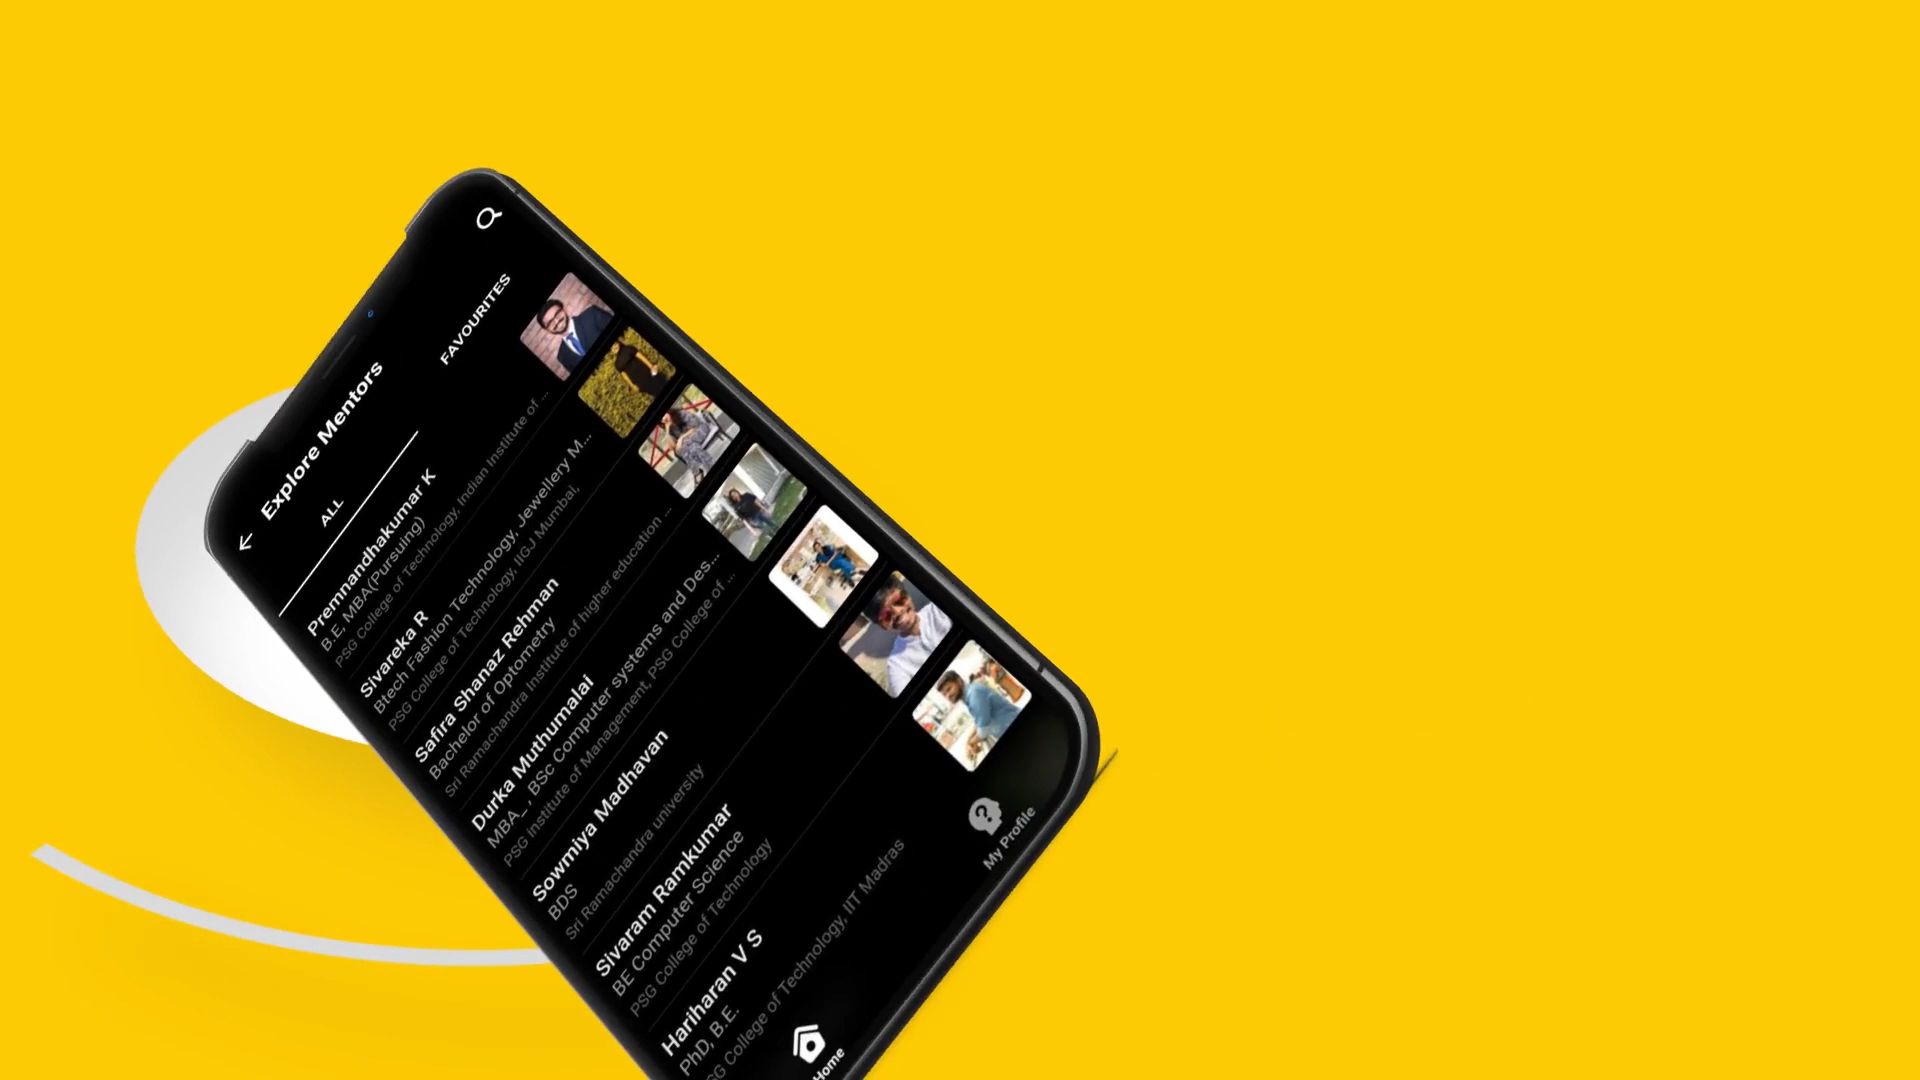 Explore Mentors
ALL
FAVOURITES
Premnandhakumar K
B.E, MBA(Pursuing)
PSG College of Technology, Indian Institute of ...
Sivareka R
Btech Fashion Technology, Jewellery M...
PSG College of Technology, IIGJ Mumbai,
Safira Shanaz Rehman
Bachelor of Optometry
Sri Ramachandra Institute of higher education ...
Durka Muthumalai
MBA_ , BSc Computer systems and Des...
PSG institute of Management, PSG College of ...
Sowmiya Madhavan
BDS
Sri Ramachandra university
Sivaram Ramkumar
BE Computer Science
PSG College of Technology
Hariharan V S
PhD, B.E.
SG College of Technology, IIT Madras
Home
My Profile